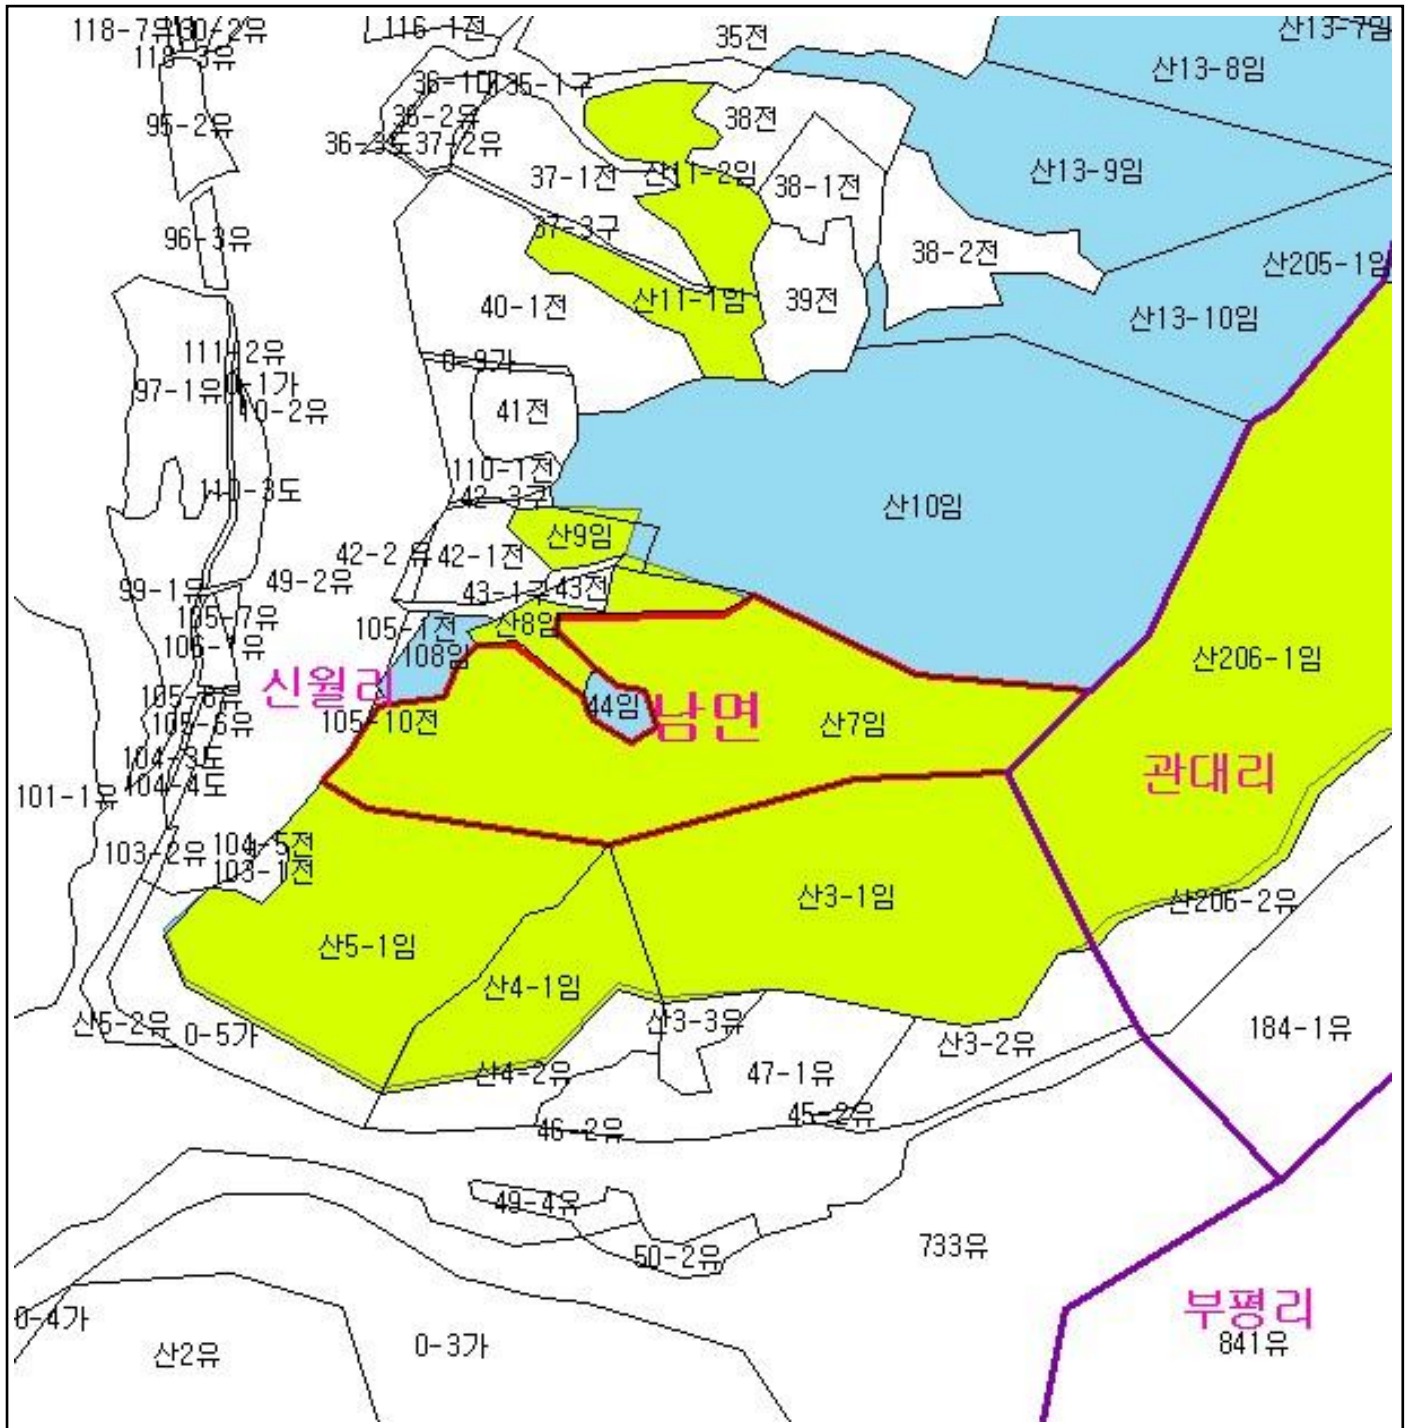 118-7유
130-2유
116-1전
35전
산13-7임
118-3유
산13-8임
36-1대
35-1구
95-2유
36-2유
38전
36-3도
37-2유
37-1전
산11-2임
38-1전
산13-9임
96-3유
37-3구
38-2전
산205-1임
40-1전
산11-1임
39전
산13-10임
111-2유
0-9가
97-1유
0-1가
41전
110-1전
110-3도
42-3구
산10임
산9임
42-2 유
42-1전
99-1유
49-2유
43-1구
43전
105-7유
105-1전
산8임
108임
산206-1임
신월리
44임
남면
105-10전
산7임
105-6유
104-3도
관대리
104-4도
101-1유
103-2유
104-5전
103-1전
산3-1임
산206-2유
산5-1임
산4-1임
산5-2유
0-5가
산3-3유
184-1유
산3-2유
산4-2유
47-1유
45-2유
46-2유
49-4유
50-2유
733유
부평리
0-4가
841유
산2유
0-3가